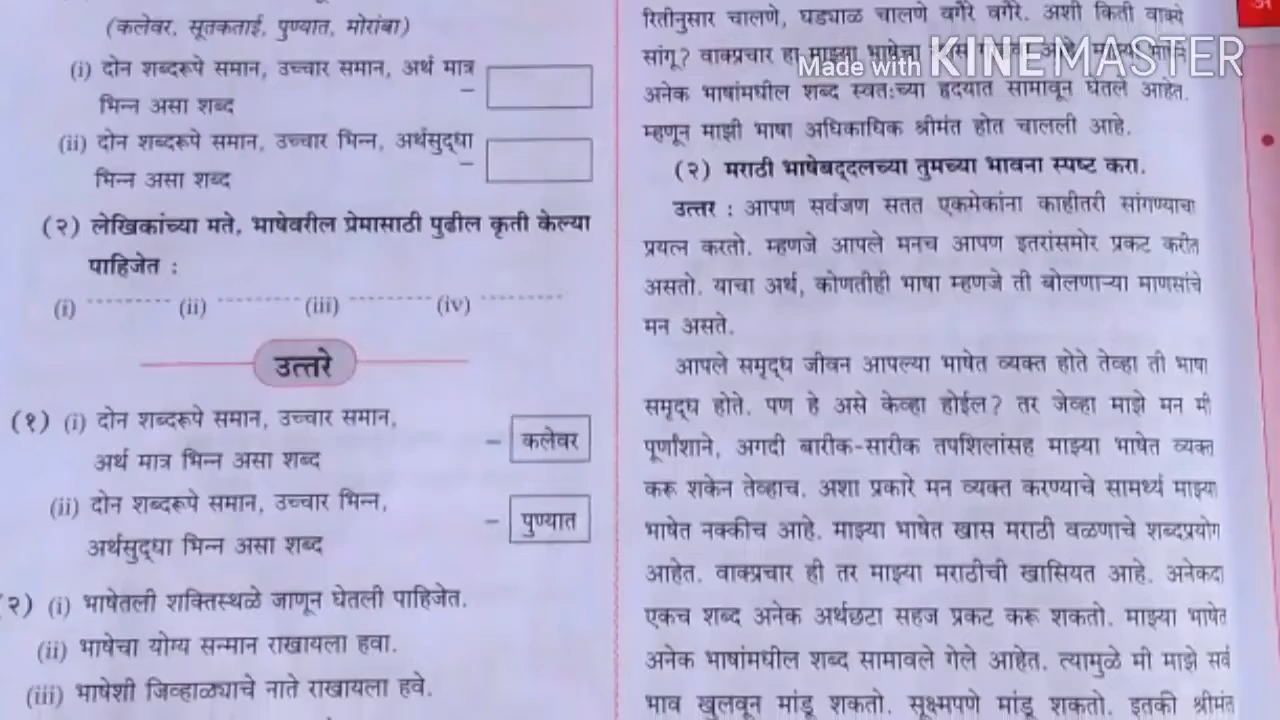 (कलेवर, सूतकताई, पुण्यात, मोरांबा)
(i) दोन शब्दरूपे समान, उच्चार समान, अर्थ मात्र –
भिन्न असा शब्द
(ii) दोन शब्दरूपे समान, उच्चार भिन्न, अर्थसुद्धा –
भिन्न असा शब्द
(२) लेखिकांच्या मते, भाषेवरील प्रेमासाठी पुढील कृती केल्या
पाहिजेत :
(i) --------- (ii) --------- (iii) --------- (iv) ---------
उत्तरे
(१) (i) दोन शब्दरूपे समान, उच्चार समान,
– कलेवर
अर्थ मात्र भिन्न असा शब्द
(ii) दोन शब्दरूपे समान, उच्चार भिन्न,
– पुण्यात
अर्थसुद्धा भिन्न असा शब्द
२) (i) भाषेतली शक्तिस्थळे जाणून घेतली पाहिजेत.
(ii) भाषेचा योग्य सन्मान राखायला हवा.
(iii) भाषेशी जिव्हाळ्याचे नाते राखायला हवे.
रितीनुसार चालणे, घड्याळ चालणे वगैरे वगैरे. अशी किती वाक्ये
सांगू? वाक्प्रचार हा माझ्या भाषेचा
Made with KINEMASTER
अनेक भाषांमधील शब्द स्वतःच्या हृदयात सामावून घेतले आहेत.
म्हणून माझी भाषा अधिकाधिक श्रीमंत होत चालली आहे.
(२) मराठी भाषेबद्दलच्या तुमच्या भावना स्पष्ट करा.
उत्तर : आपण सर्वजण सतत एकमेकांना काहीतरी सांगण्याचा
प्रयत्न करतो. म्हणजे आपले मनच आपण इतरांसमोर प्रकट करीत
असतो. याचा अर्थ, कोणतीही भाषा म्हणजे ती बोलणाऱ्या माणसांचे
मन असते.
आपले समृद्ध जीवन आपल्या भाषेत व्यक्त होते तेव्हा ती भाषा
समृद्ध होते. पण हे असे केव्हा होईल? तर जेव्हा माझे मन मी
पूर्णांशाने, अगदी बारीक-सारीक तपशिलांसह माझ्या भाषेत व्यक्त
करू शकेन तेव्हाच. अशा प्रकारे मन व्यक्त करण्याचे सामर्थ्य माझ्या
भाषेत नक्कीच आहे. माझ्या भाषेत खास मराठी वळणाचे शब्दप्रयोग
आहेत. वाक्प्रचार ही तर माझ्या मराठीची खासियत आहे. अनेकदा
एकच शब्द अनेक अर्थछटा सहज प्रकट करू शकतो. माझ्या भाषेत
अनेक भाषांमधील शब्द सामावले गेले आहेत. त्यामुळे मी माझे सर्व
भाव खुलवून मांडू शकतो. सूक्ष्मपणे मांडू शकतो. इतकी श्रीमंत